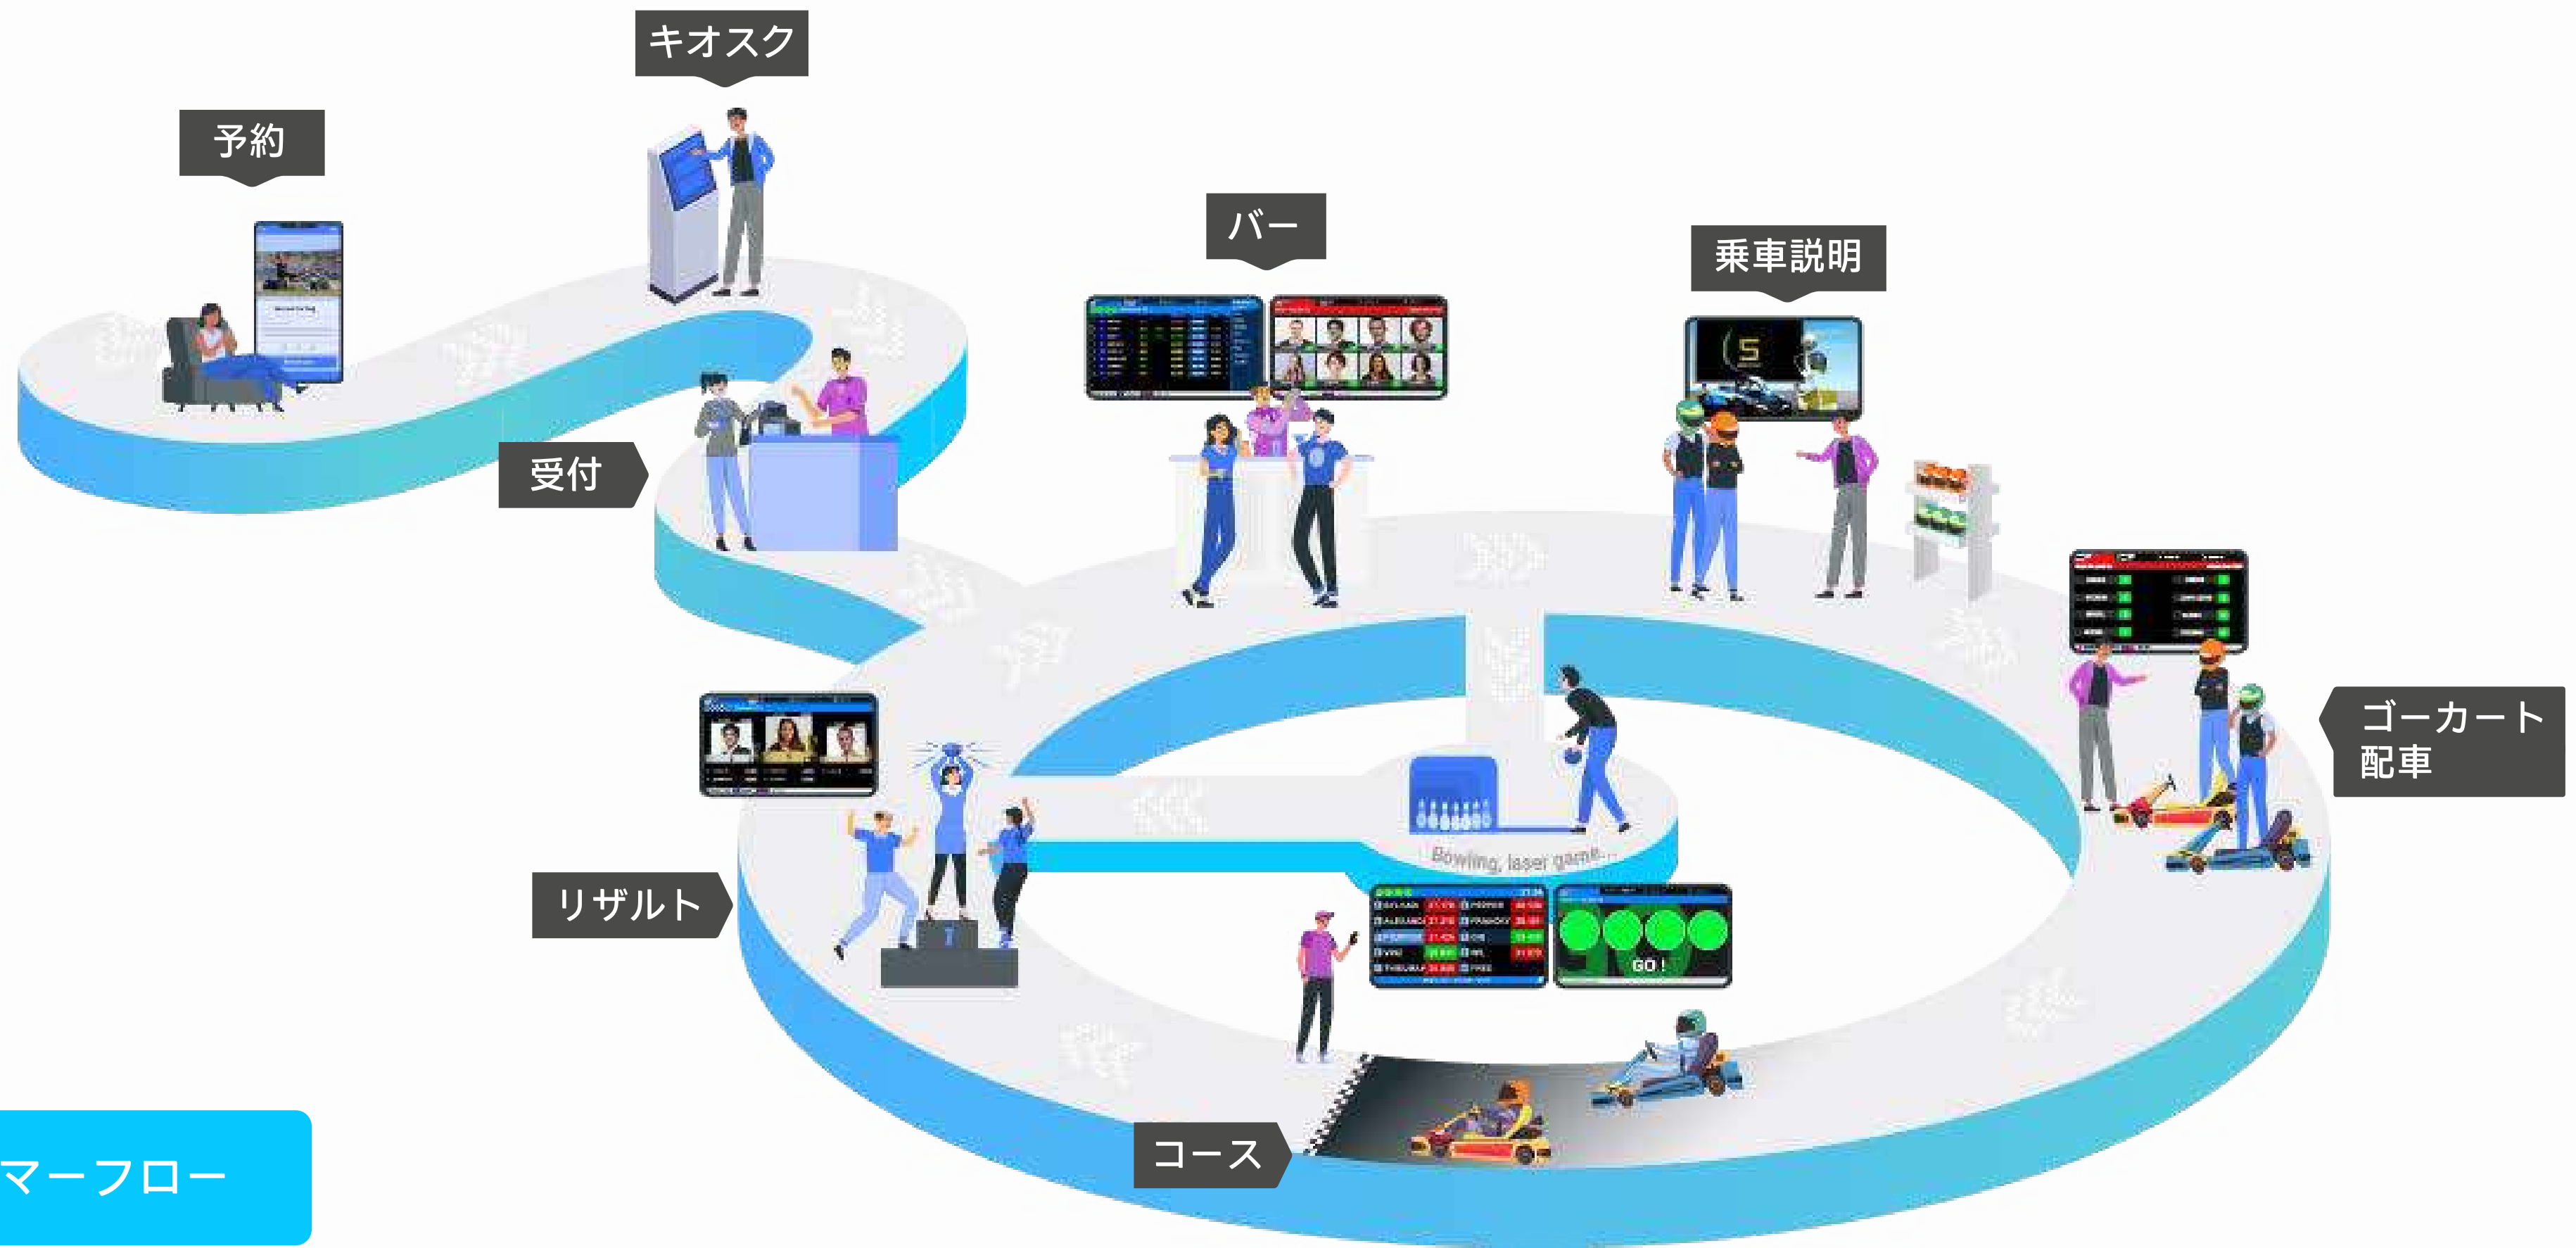 キオスク
予約
バー
乗車説明
受付
ゴーカート
配車
リザルト
Bowling, laser game...
GO !
コース
マーフロー